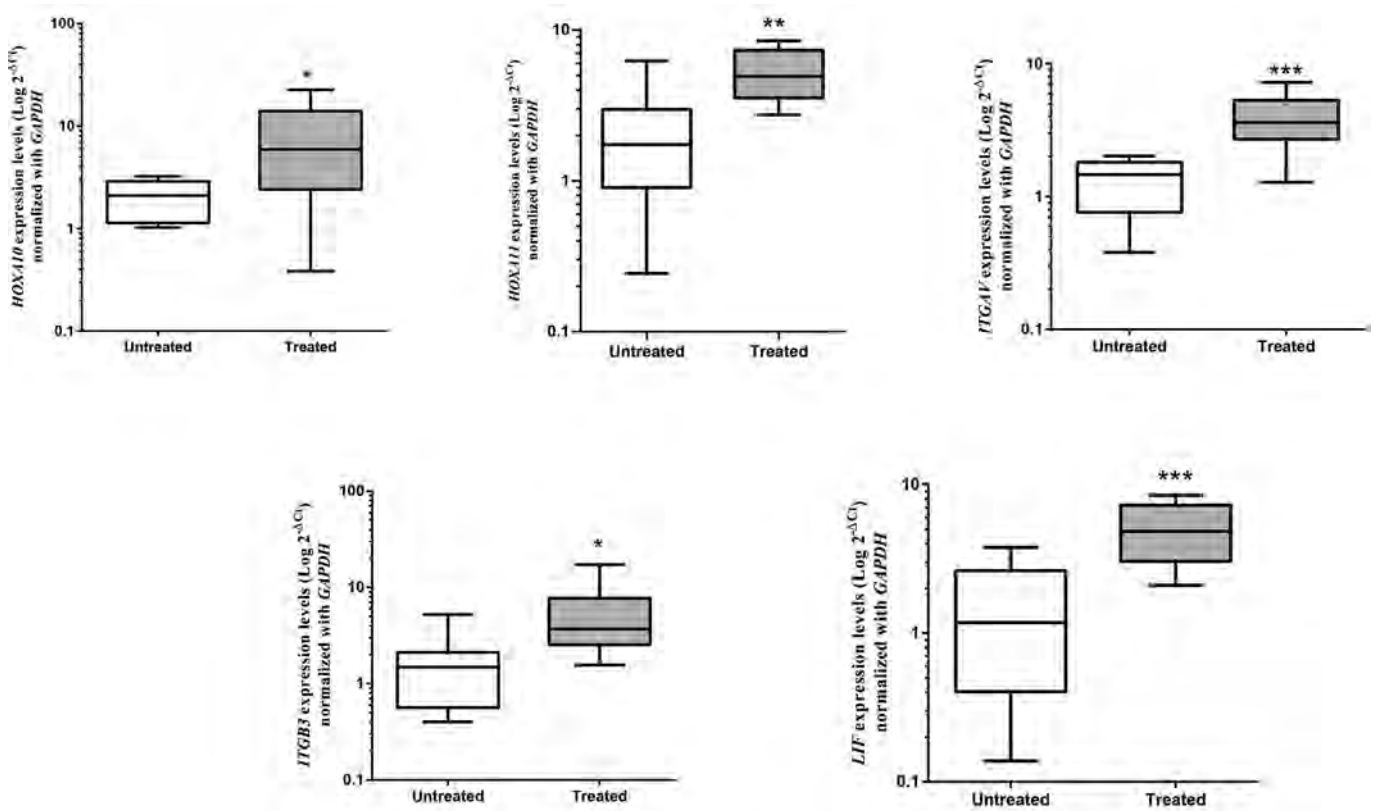 HOXA10 expression levels (Log 2^-ΔCt)
normalized with GAPDH
100
10
1
0.1
*
Untreated Treated
HOXA11 expression levels (Log 2^-ΔCt)
normalized with GAPDH
10
1
0.1
**
Untreated Treated
ITGAV expression levels (Log 2^-ΔCt)
normalized with GAPDH
10
1
0.1
***
Untreated Treated
ITGB3 expression levels (Log 2^-ΔCt)
normalized with GAPDH
100
10
1
0.1
*
Untreated Treated
LIF expression levels (Log 2^-ΔCt)
normalized with GAPDH
10
1
0.1
***
Untreated Treated